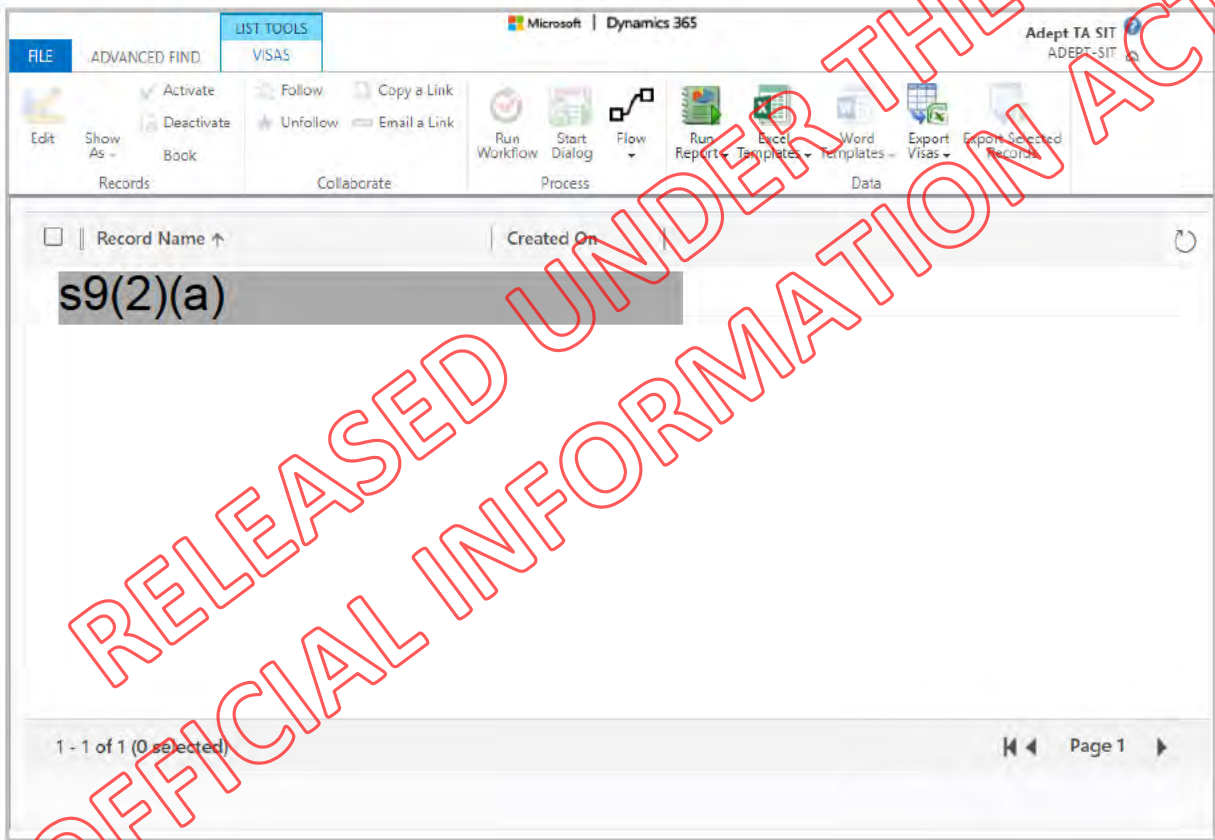 Microsoft | Dynamics 365
LIST TOOLS
Adept TA SIT
ADEPT-SIT
FILE
ADVANCED FIND
VISAS
Edit
Show As
Activate
Deactivate
Book
Follow
Unfollow
Copy a Link
Email a Link
Run Workflow
Start Dialog
Flow
Run Report
Excel Templates
Word Templates
Export Visas
Export Selected Records
Records
Collaborate
Process
Data
Record Name
Created On
s9(2)(a)
1 - 1 of 1 (0 selected)
Page 1
RELEASED UNDER THE
OFFICIAL INFORMATION ACT